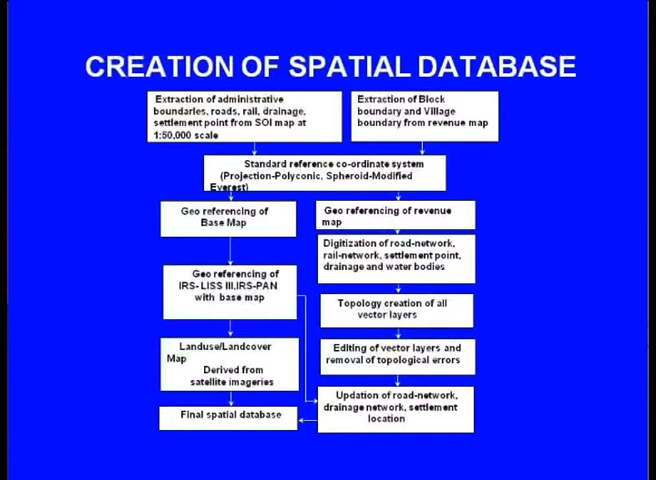 CREATION OF SPATIAL DATABASE
Extraction of administrative
boundaries, roads, rail, drainage,
settlement point from SOI map at
1:50,000 scale
Extraction of Block
boundary and Village
boundary from revenue map
Standard reference co-ordinate system
(Projection-Polyconic, Spheroid-Modified
Everest)
Geo referencing of
Base Map
Geo referencing of revenue
map
Digitization of road-network,
rail-network, settlement point,
drainage and water bodies
Geo referencing of
IRS- LISS III,IRS-PAN
with base map
Topology creation of all
vector layers
Landuse/Landcover
Map
Derived from
satellite imageries
Editing of vector layers and
removal of topological errors
Updation of road-network,
drainage network, settlement
location
Final spatial database